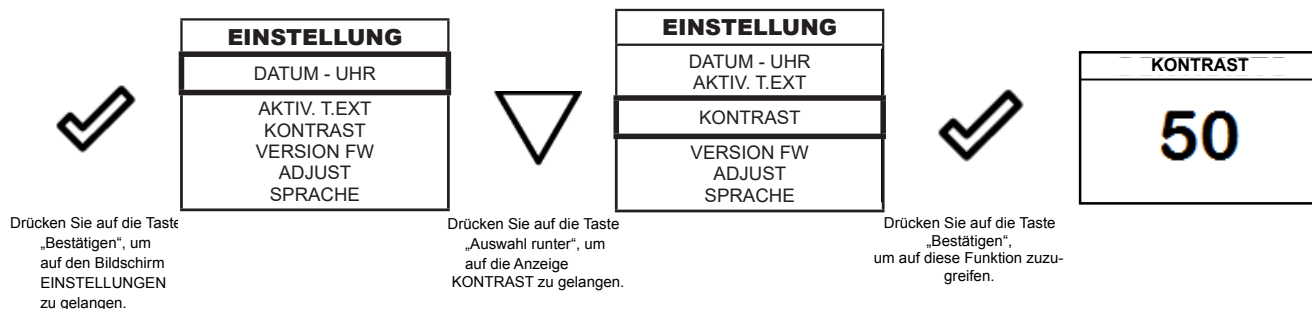 EINSTELLUNG
DATUM - UHR
AKTIV. T.EXT
KONTRAST
VERSION FW
ADJUST
SPRACHE
Drücken Sie auf die Taste
„Bestätigen“, um
auf den Bildschirm
EINSTELLUNGEN
zu gelangen.
EINSTELLUNG
DATUM - UHR
AKTIV. T.EXT
KONTRAST
VERSION FW
ADJUST
SPRACHE
Drücken Sie auf die Taste
„Auswahl runter“, um
auf die Anzeige
KONTRAST zu gelangen.
Drücken Sie auf die Taste
„Bestätigen“,
um auf diese Funktion zuzu-
greifen.
KONTRAST
50